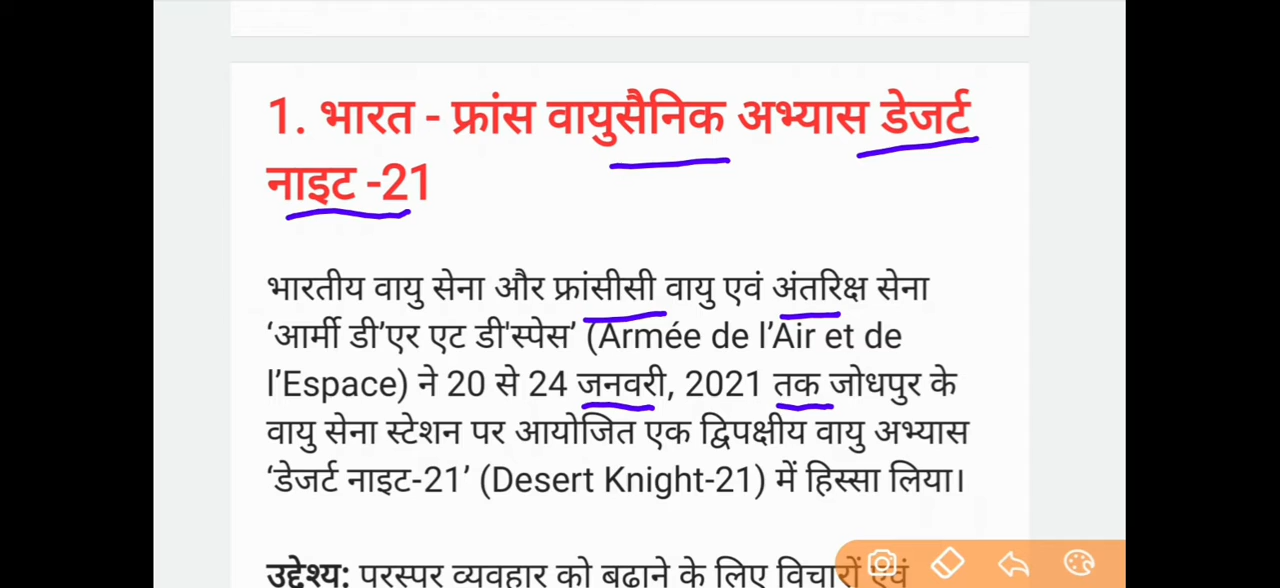 1. भारत - फ्रांस वायुसैनिक अभ्यास डेजर्ट
नाइट -21
भारतीय वायु सेना और फ्रांसीसी वायु एवं अंतरिक्ष सेना
‘आर्मी डी’एर एट डी'स्पेस’ (Armée de l’Air et de
l’Espace) ने 20 से 24 जनवरी, 2021 तक जोधपुर के
वायु सेना स्टेशन पर आयोजित एक द्विपक्षीय वायु अभ्यास
‘डेजर्ट नाइट-21’ (Desert Knight-21) में हिस्सा लिया।
उद्देश्य: परस्पर व्यवहार को बढ़ाने के लिए विचारों एवं